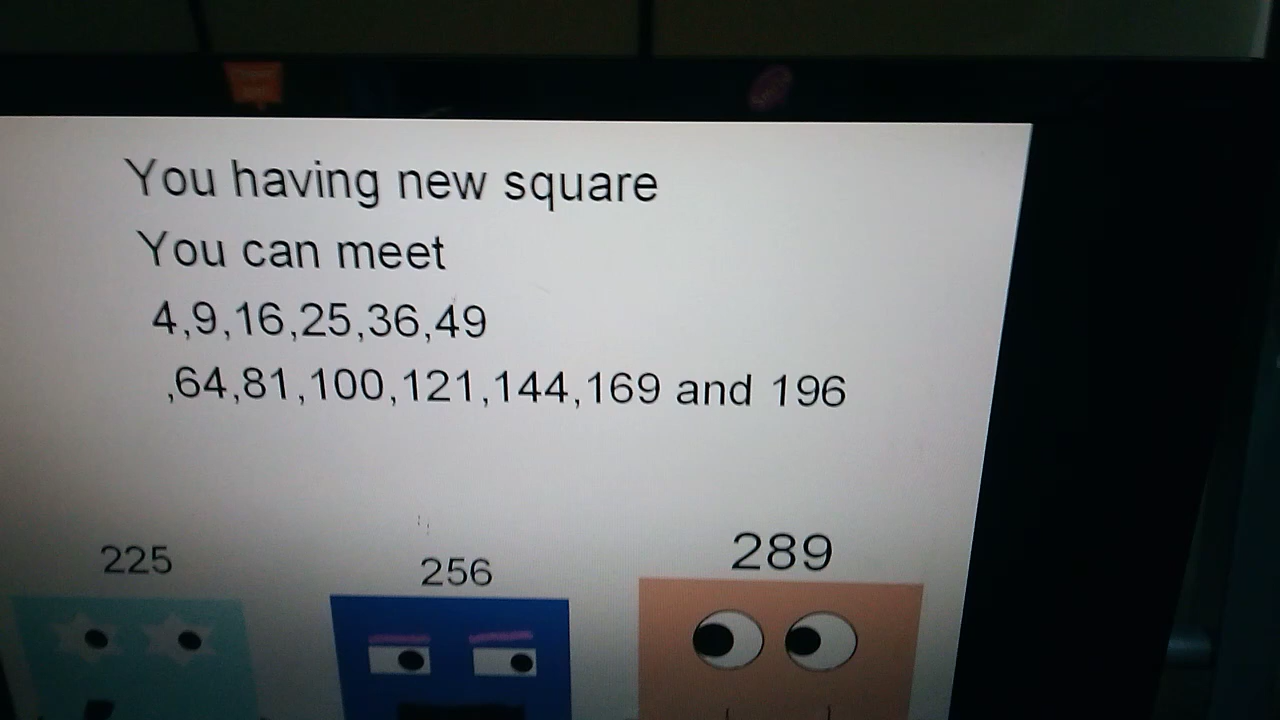 You having new square
You can meet
4,9,16,25,36,49
,64,81,100,121,144,169 and 196
225
256
289